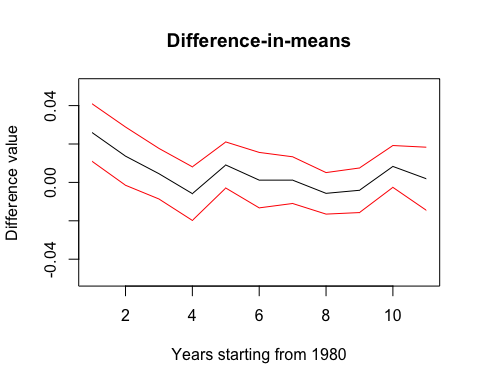 Difference-in-means
Difference value
0.04
0.00
-0.04
2 4 6 8 10
Years starting from 1980